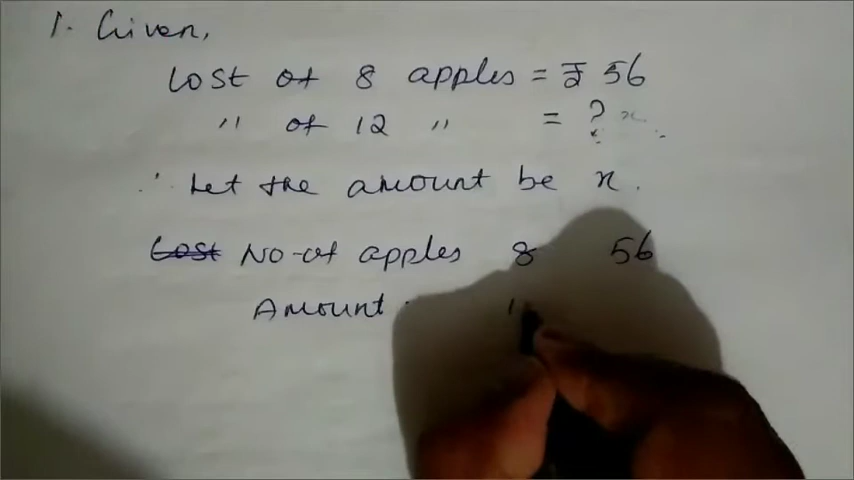 1. Given,
Cost of 8 apples = ₹ 56
" of 12 " = ? x
∴ Let the amount be x.
Cost No-of apples 8 56
Amount 1